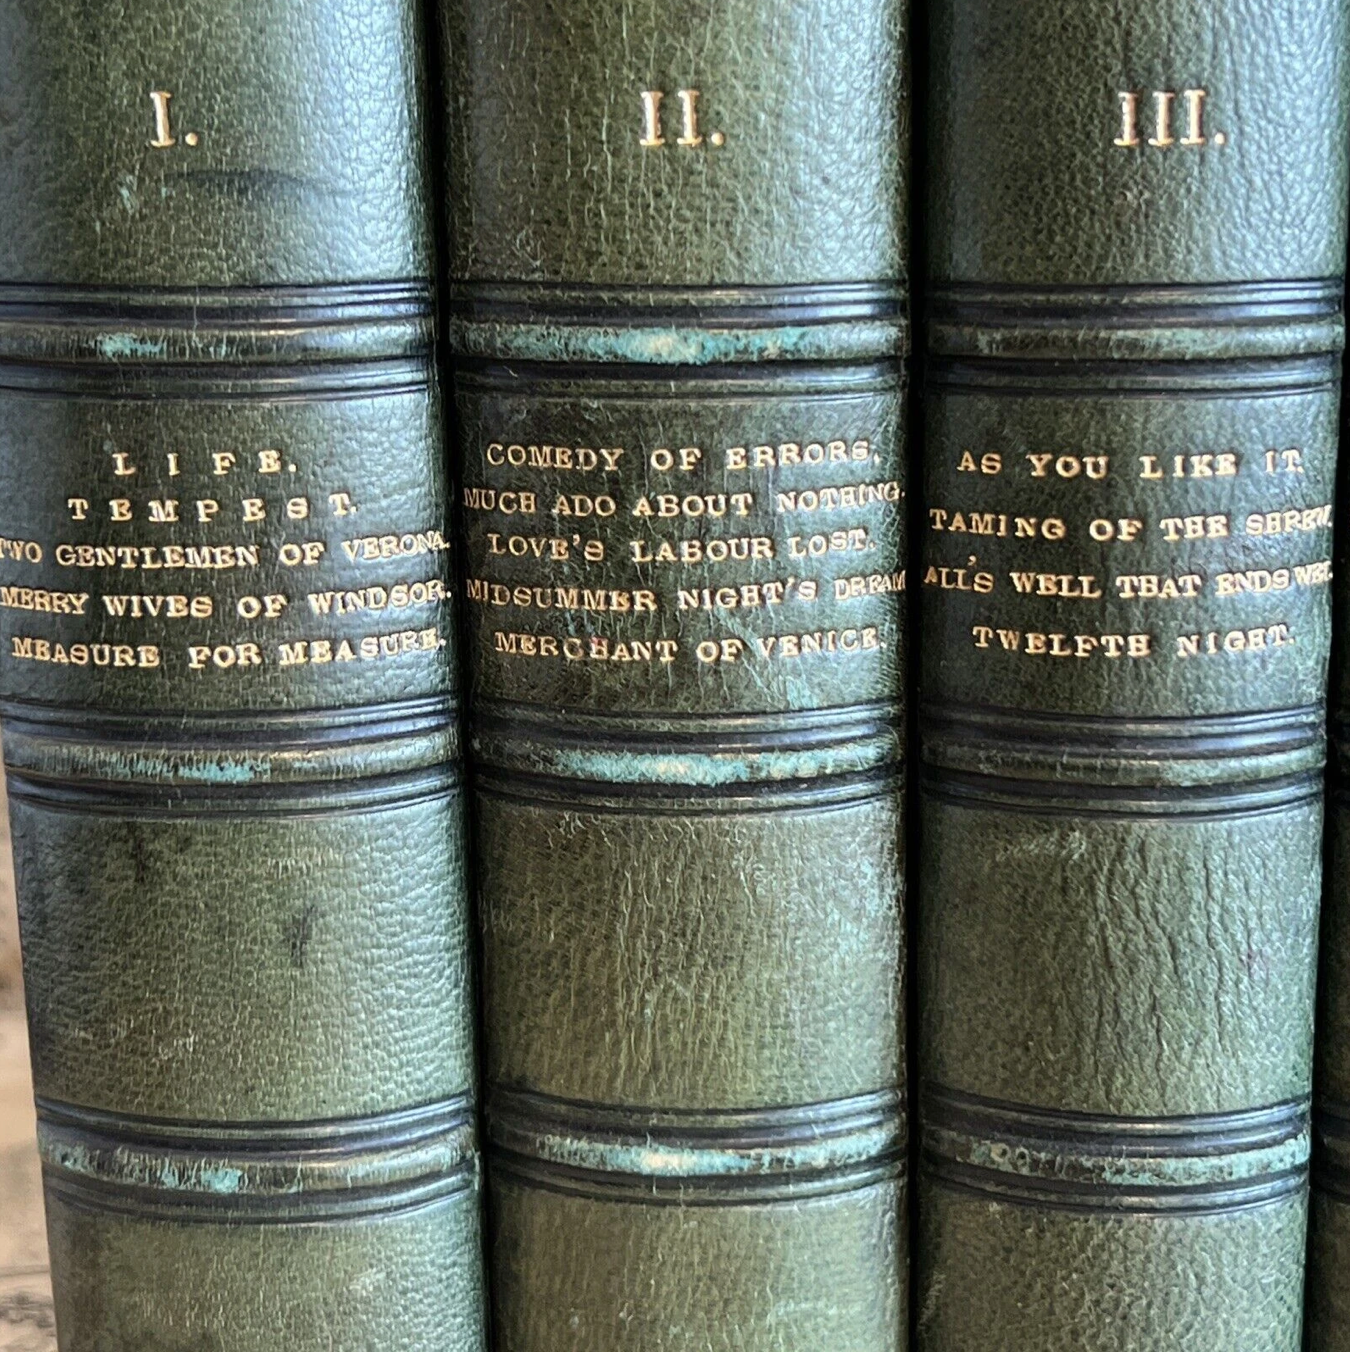 I.
L I F E.
T E M P E S T.
TWO GENTLEMEN OF VERONA.
MERRY WIVES OF WINDSOR.
MEASURE FOR MEASURE.
II.
COMEDY OF ERRORS.
MUCH ADO ABOUT NOTHING.
LOVE'S LABOUR LOST.
MIDSUMMER NIGHT'S DREAM
MERCHANT OF VENICE.
III.
AS YOU LIKE IT.
TAMING OF THE SHREW.
ALL'S WELL THAT ENDS WELL.
TWELFTH NIGHT.